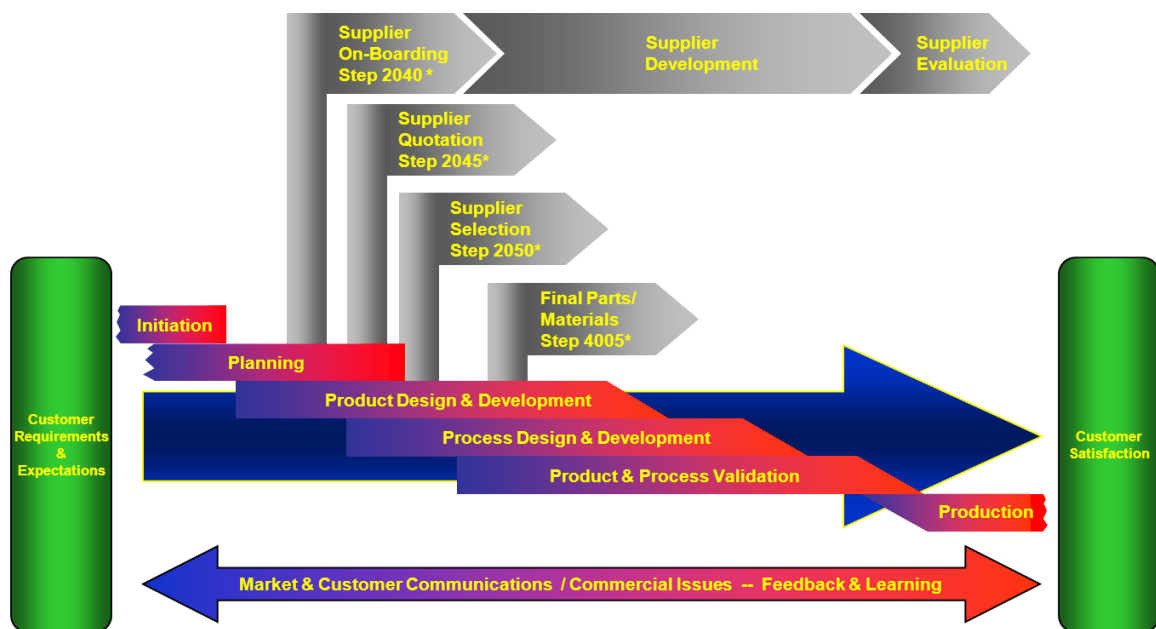 Supplier
On-Boarding
Step 2040 *
Supplier
Development
Supplier
Evaluation
Supplier
Quotation
Step 2045*
Supplier
Selection
Step 2050*
Final Parts/
Materials
Step 4005*
Initiation
Planning
Product Design & Development
Process Design & Development
Product & Process Validation
Production
Customer
Requirements
&
Expectations
Customer
Satisfaction
Market & Customer Communications / Commercial Issues -- Feedback & Learning